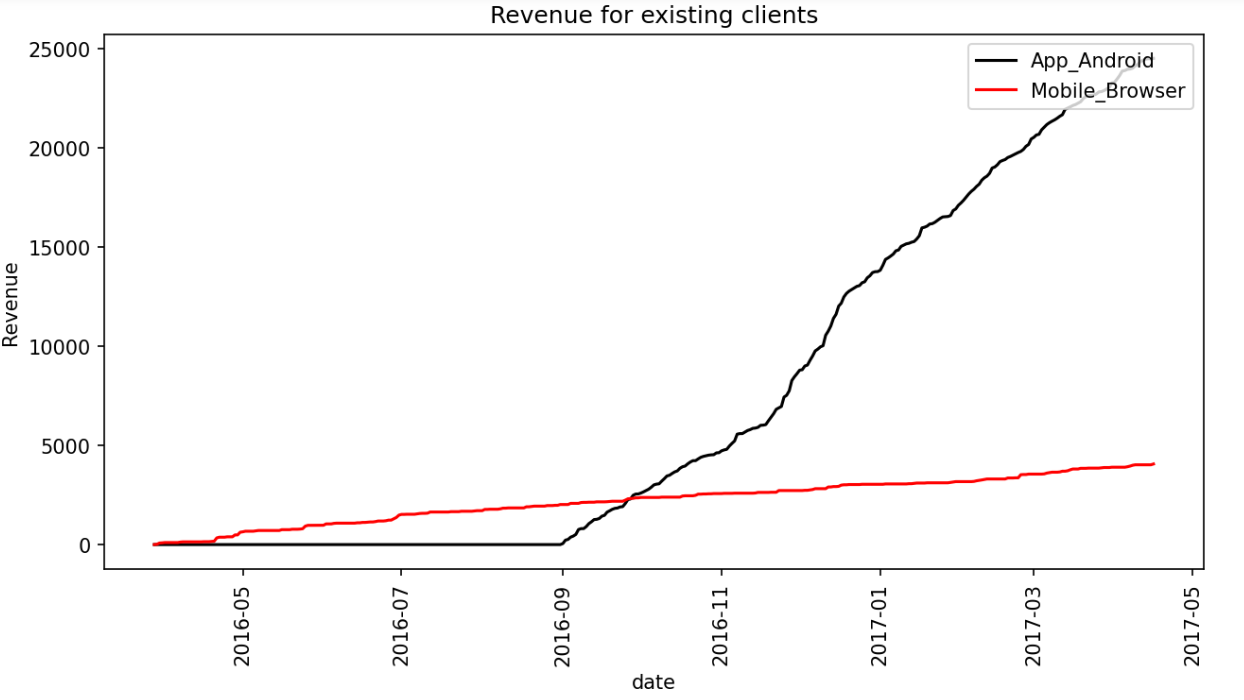 Revenue for existing clients
25000
20000
15000
10000
5000
0
Revenue
App_Android
Mobile_Browser
2016-05
2016-07
2016-09
2016-11
2017-01
2017-03
2017-05
date